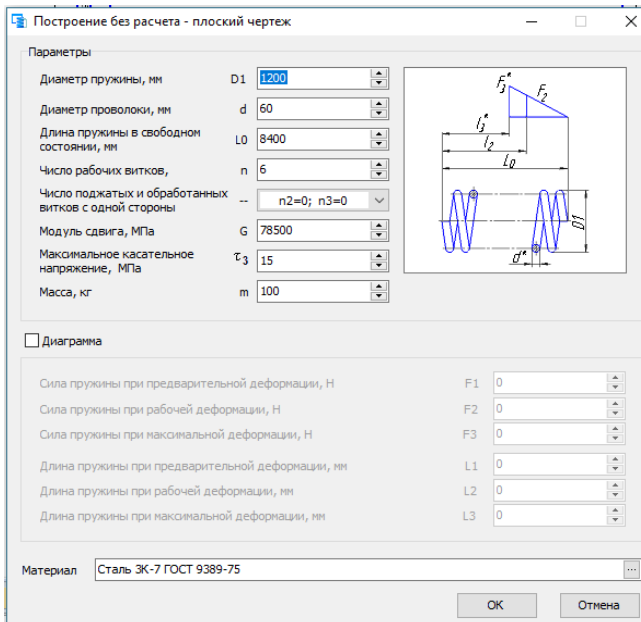 Построение без расчета - плоский чертеж
Параметры
Диаметр пружины, мм D1 1200
Диаметр проволоки, мм d 60
Длина пружины в свободном
состоянии, мм L0 8400
Число рабочих витков, n 6
Число поджатых и обработанных
витков с одной стороны -- n2=0; n3=0
Модуль сдвига, МПа G 78500
Максимальное касательное
напряжение, МПа τ3 15
Масса, кг m 100
F3*
F2
l3*
l2
L0
D1
d*
Диаграмма
Сила пружины при предварительной деформации, Н F1 0
Сила пружины при рабочей деформации, Н F2 0
Сила пружины при максимальной деформации, Н F3 0
Длина пружины при предварительной деформации, мм L1 0
Длина пружины при рабочей деформации, мм L2 0
Длина пружины при максимальной деформации, мм L3 0
Материал Сталь 3К-7 ГОСТ 9389-75 ...
ОК Отмена